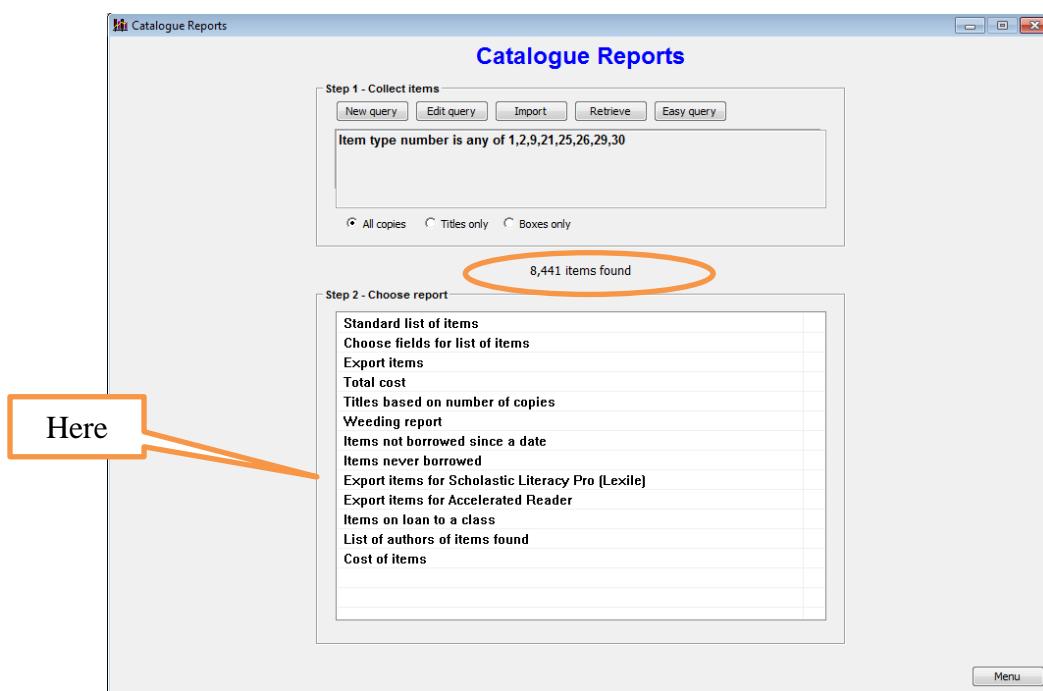 Catalogue Reports
Catalogue Reports
Step 1 - Collect items
New query Edit query Import Retrieve Easy query
Item type number is any of 1,2,9,21,25,26,29,30
All copies Titles only Boxes only
8,441 items found
Step 2 - Choose report
Standard list of items
Choose fields for list of items
Export items
Total cost
Titles based on number of copies
Weeding report
Here
Items not borrowed since a date
Items never borrowed
Export items for Scholastic Literacy Pro (Lexile)
Export items for Accelerated Reader
Items on loan to a class
List of authors of items found
Cost of items
Menu